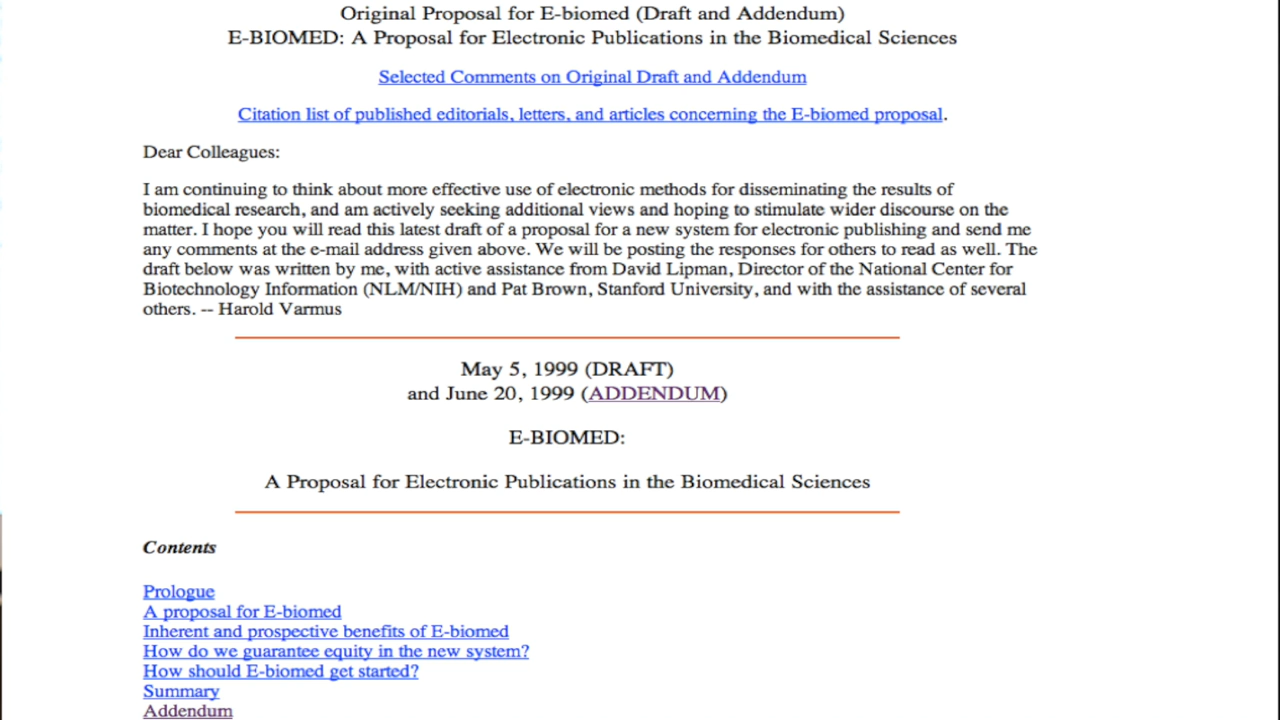 Original Proposal for E-biomed (Draft and Addendum)
E-BIOMED: A Proposal for Electronic Publications in the Biomedical Sciences
Selected Comments on Original Draft and Addendum
Citation list of published editorials, letters, and articles concerning the E-biomed proposal.
Dear Colleagues:
I am continuing to think about more effective use of electronic methods for disseminating the results of
biomedical research, and am actively seeking additional views and hoping to stimulate wider discourse on the
matter. I hope you will read this latest draft of a proposal for a new system for electronic publishing and send me
any comments at the e-mail address given above. We will be posting the responses for others to read as well. The
draft below was written by me, with active assistance from David Lipman, Director of the National Center for
Biotechnology Information (NLM/NIH) and Pat Brown, Stanford University, and with the assistance of several
others. -- Harold Varmus
May 5, 1999 (DRAFT)
and June 20, 1999 (ADDENDUM)
E-BIOMED:
A Proposal for Electronic Publications in the Biomedical Sciences
Contents
Prologue
A proposal for E-biomed
Inherent and prospective benefits of E-biomed
How do we guarantee equity in the new system?
How should E-biomed get started?
Summary
Addendum